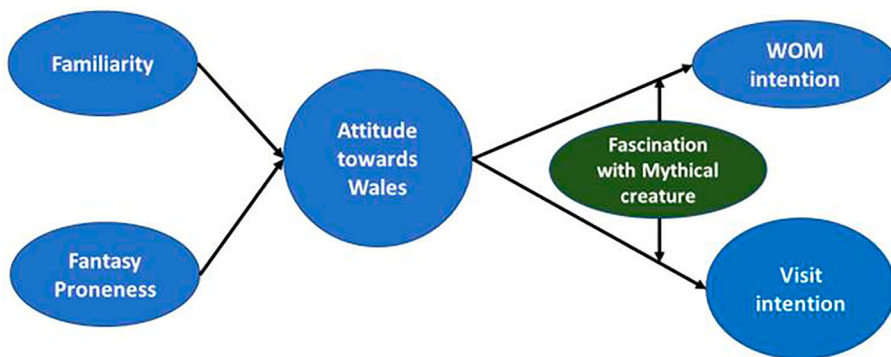 Familiarity
Fantasy
Proneness
Attitude
towards
Wales
WOM
intention
Fascination
with Mythical
creature
Visit
intention